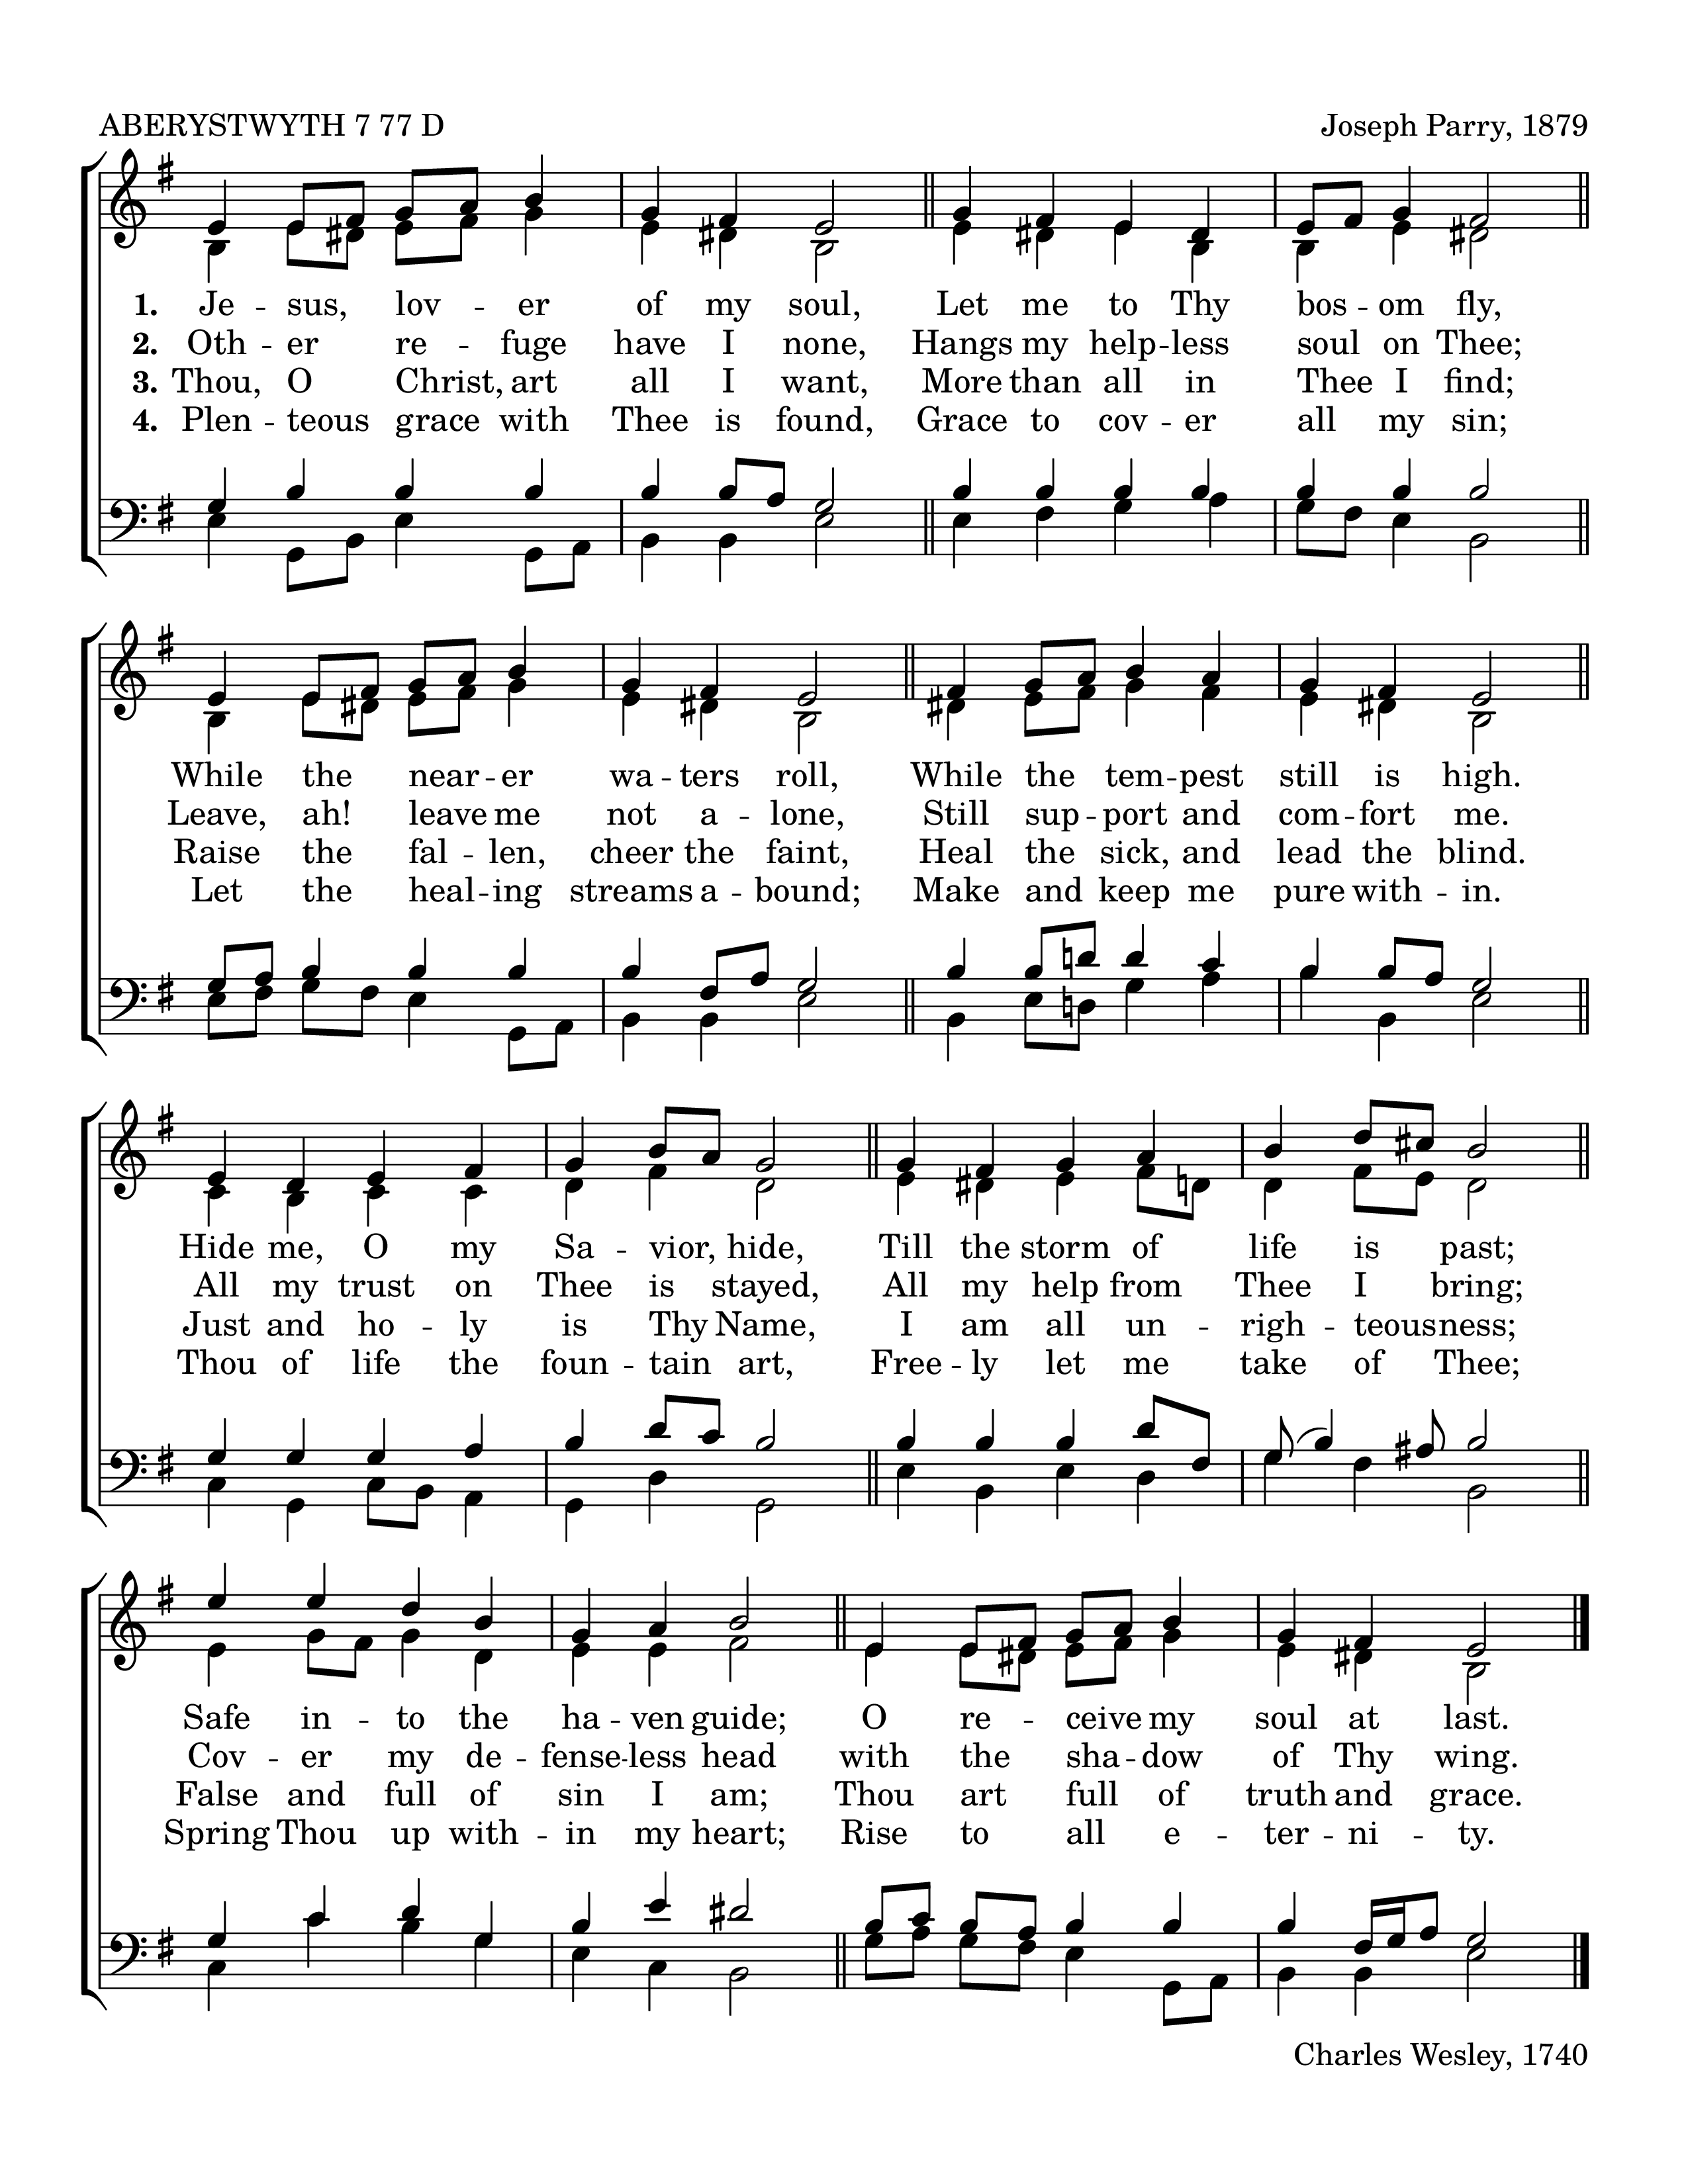 ABERYSTWYTH 7 77 D
Joseph Parry, 1879
1. Je - sus, lov - er of my soul, Let me to Thy bos - om fly,
2. Oth - er re - fuge have I none, Hangs my help - less soul on Thee;
3. Thou, O Christ, art all I want, More than all in Thee I find;
4. Plen - teous grace with Thee is found, Grace to cov - er all my sin;
While the near - er wa - ters roll, While the tem - pest still is high.
Leave, ah! leave me not a - lone, Still sup - port and com - fort me.
Raise the fal - len, cheer the faint, Heal the sick, and lead the blind.
Let the heal - ing streams a - bound; Make and keep me pure with - in.
Hide me, O my Sa - vior, hide, Till the storm of life is past;
All my trust on Thee is stayed, All my help from Thee I bring;
Just and ho - ly is Thy Name, I am all un - righ - teous - ness;
Thou of life the foun - tain art, Free - ly let me take of Thee;
Safe in - to the ha - ven guide; O re - ceive my soul at last.
Cov - er my de - fense - less head with the sha - dow of Thy wing.
False and full of sin I am; Thou art full of truth and grace.
Spring Thou up with - in my heart; Rise to all e - ter - ni - ty.
Charles Wesley, 1740